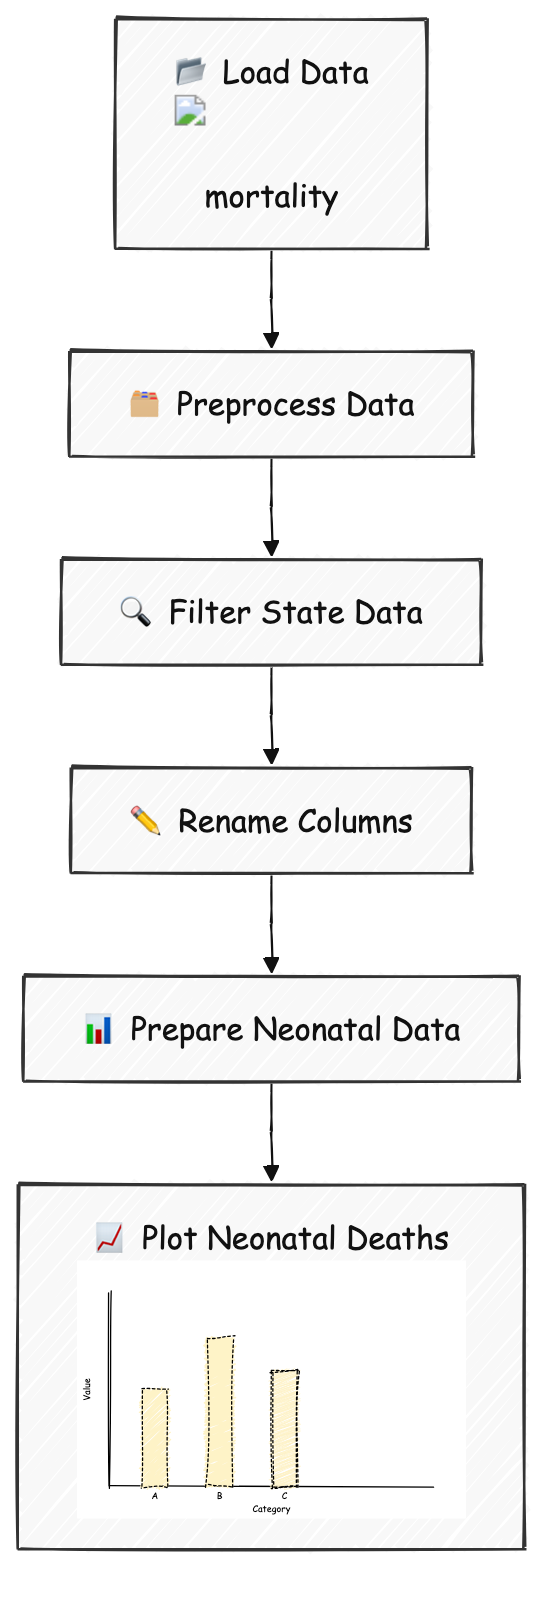 Load Data
mortality
Preprocess Data
Filter State Data
Rename Columns
Prepare Neonatal Data
Plot Neonatal Deaths
Value
A B C
Category